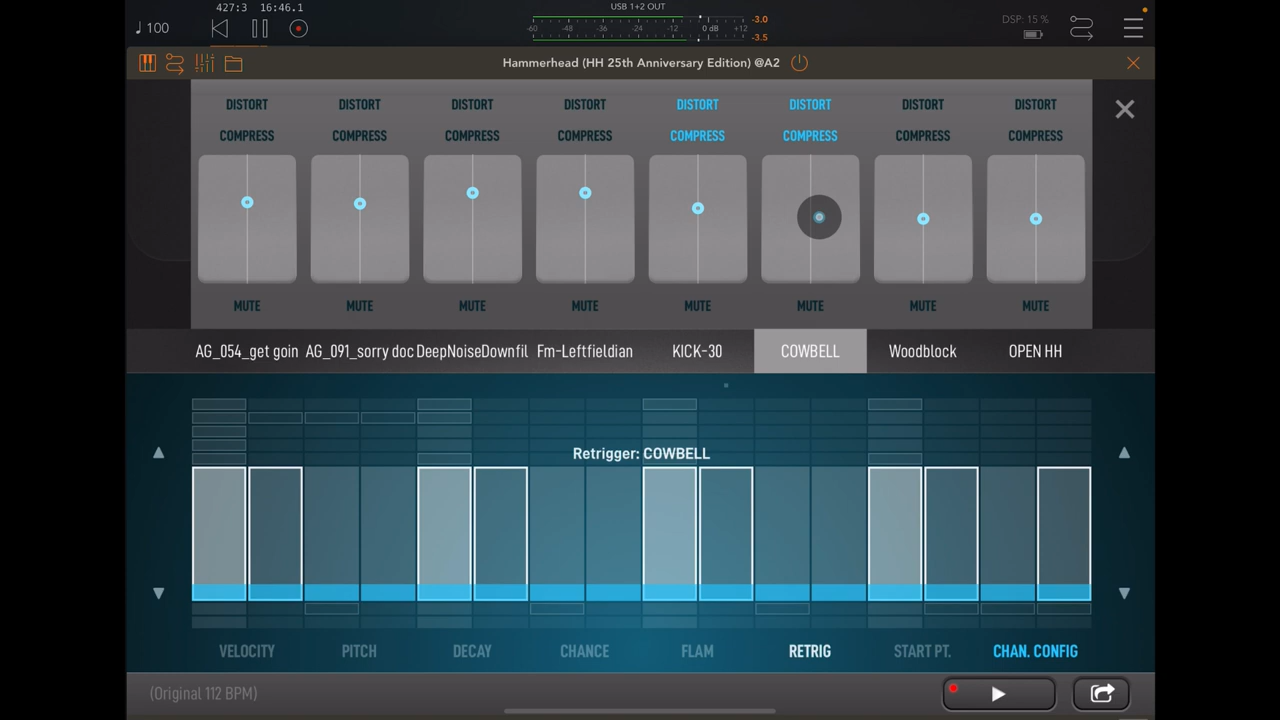 USB 1+2 OUT
427:3 16:46.1
♩100
-60 -48 -36 -24 -12 0 dB +12
-3.0
-3.5
DSP: 15 %
Hammerhead (HH 25th Anniversary Edition) @A2
DISTORT DISTORT DISTORT DISTORT DISTORT DISTORT DISTORT DISTORT
COMPRESS COMPRESS COMPRESS COMPRESS COMPRESS COMPRESS COMPRESS COMPRESS
MUTE MUTE MUTE MUTE MUTE MUTE MUTE MUTE
AG_054_get goin AG_091_sorry doc DeepNoiseDownfil Fm-Leftfieldian KICK-30 COWBELL Woodblock OPEN HH
Retrigger: COWBELL
VELOCITY PITCH DECAY CHANCE FLAM RETRIG START PT. CHAN. CONFIG
(Original 112 BPM)